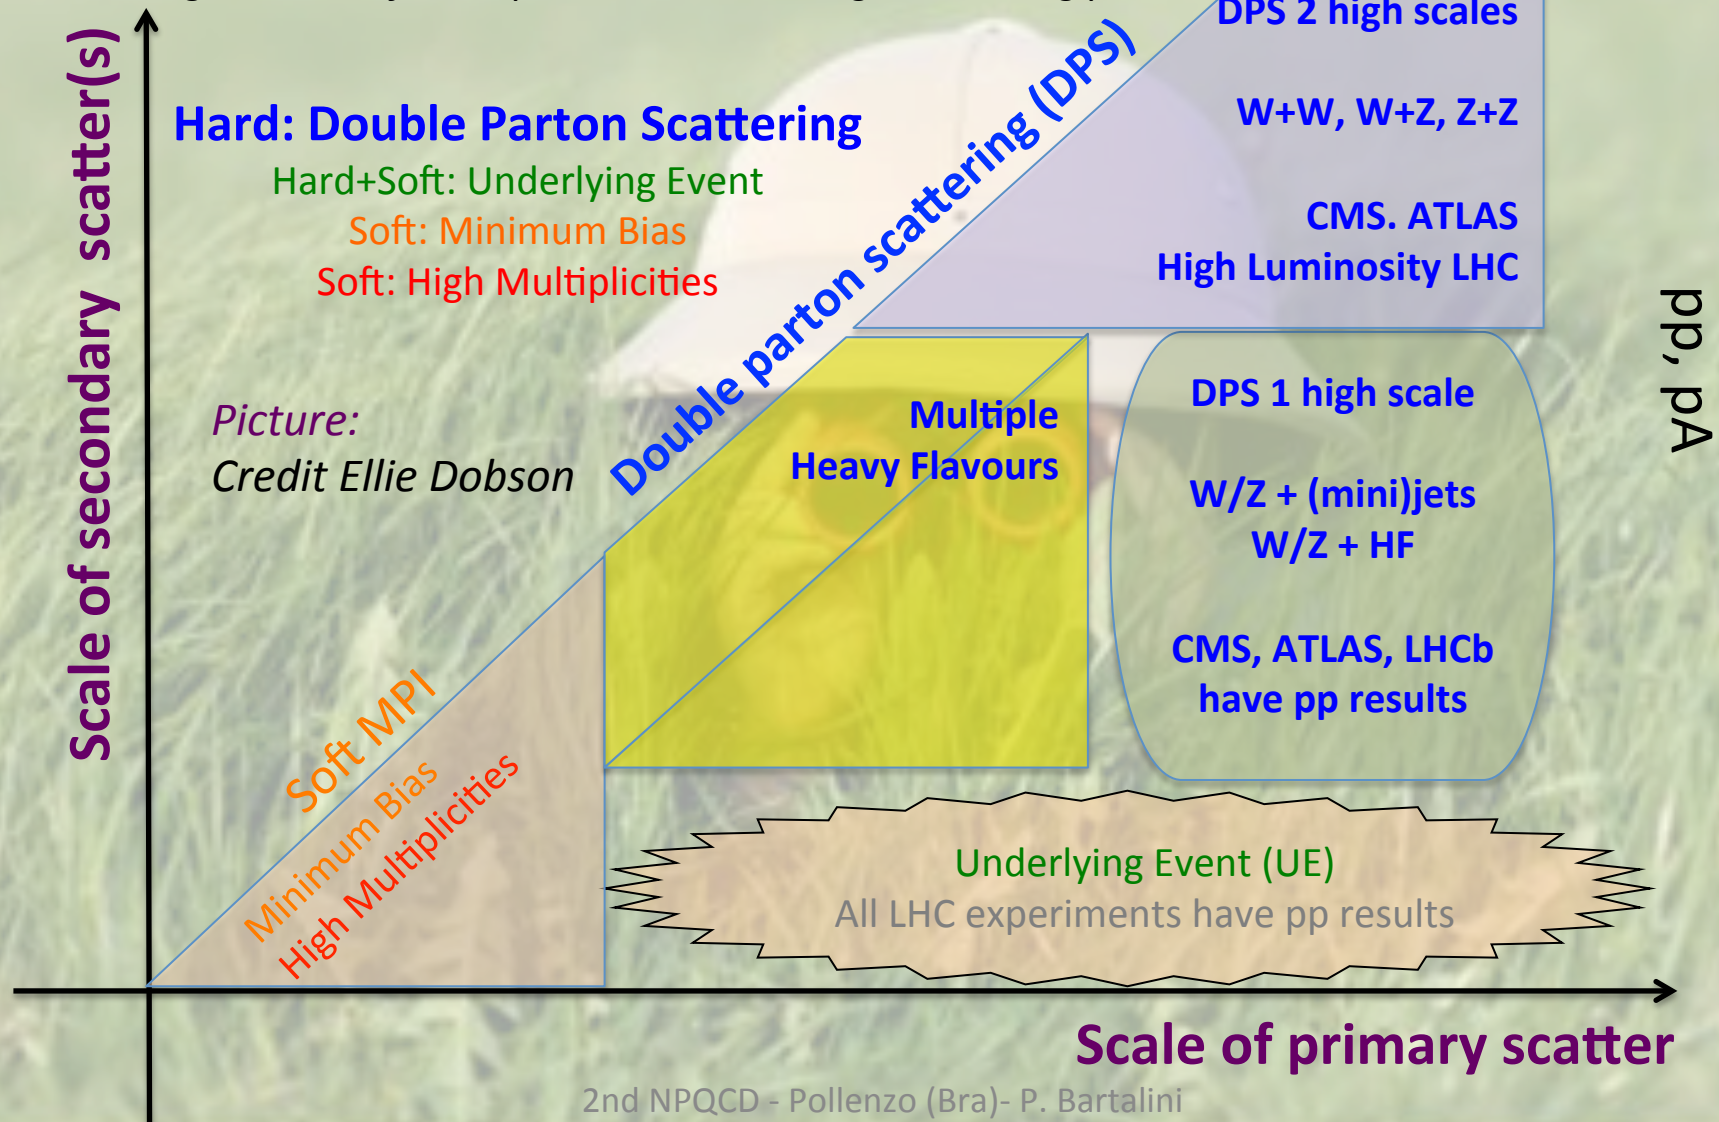 DPS 2 high scales
W+W, W+Z, Z+Z
CMS. ATLAS
High Luminosity LHC
Scale of secondary scatter(s)
Hard: Double Parton Scattering
Hard+Soft: Underlying Event
Soft: Minimum Bias
Soft: High Multiplicities
Double parton scattering (DPS)
pp, pA
Picture:
Credit Ellie Dobson
Multiple
Heavy Flavours
DPS 1 high scale
W/Z + (mini)jets
W/Z + HF
CMS, ATLAS, LHCb
have pp results
Soft MPI
Minimum Bias
High Multiplicities
Underlying Event (UE)
All LHC experiments have pp results
Scale of primary scatter
2nd NPQCD - Pollenzo (Bra)- P. Bartalini